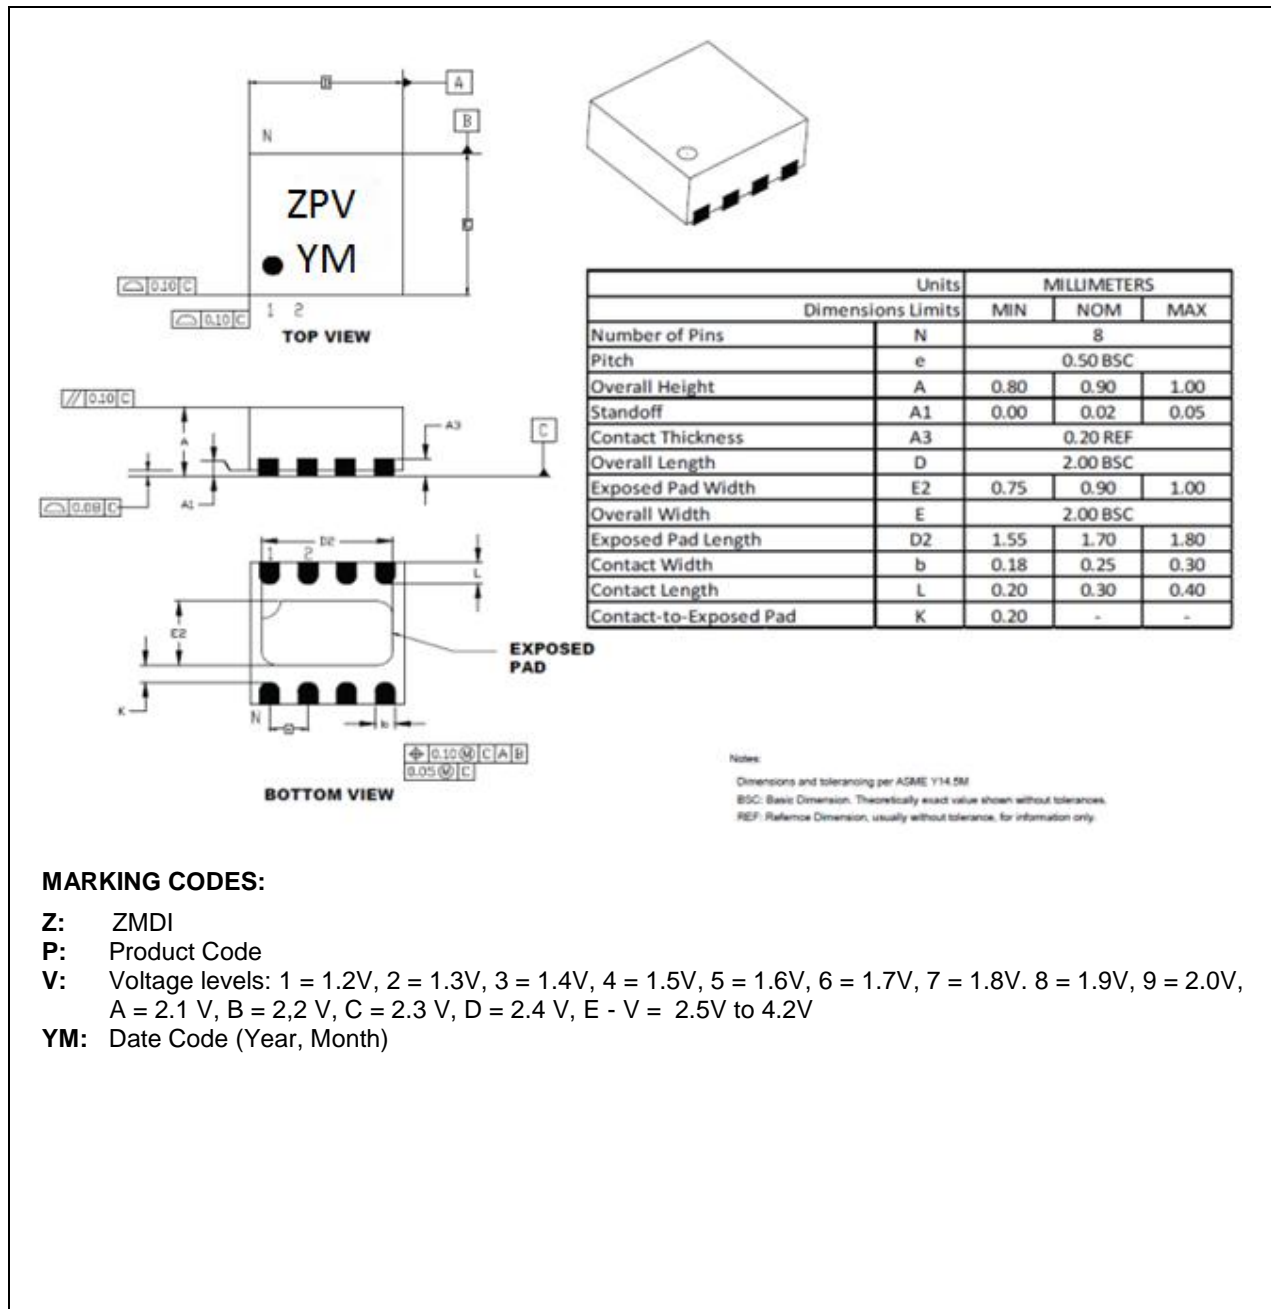 A
B
N
ZPV
YM
0.10 C
0.10 C
1 2
TOP VIEW
// 0.10 C
A
A3
C
A1
0.08 C
D2
1 2
L
E2
EXPOSED
PAD
K
N
b
0.10 Ⓜ C A B
0.05 Ⓜ C
BOTTOM VIEW
Units MILLIMETERS
Dimensions Limits MIN NOM MAX
Number of Pins N 8
Pitch e 0.50 BSC
Overall Height A 0.80 0.90 1.00
Standoff A1 0.00 0.02 0.05
Contact Thickness A3 0.20 REF
Overall Length D 2.00 BSC
Exposed Pad Width E2 0.75 0.90 1.00
Overall Width E 2.00 BSC
Exposed Pad Length D2 1.55 1.70 1.80
Contact Width b 0.18 0.25 0.30
Contact Length L 0.20 0.30 0.40
Contact-to-Exposed Pad K 0.20 - -
Notes:
Dimensions and tolerancing per ASME Y14.5M
BSC: Basic Dimension. Theoretically exact value shown without tolerances.
REF: Refernce Dimension, usually without tolerance, for information only.
MARKING CODES:
Z: ZMDI
P: Product Code
V: Voltage levels: 1 = 1.2V, 2 = 1.3V, 3 = 1.4V, 4 = 1.5V, 5 = 1.6V, 6 = 1.7V, 7 = 1.8V. 8 = 1.9V, 9 = 2.0V,
A = 2.1 V, B = 2,2 V, C = 2.3 V, D = 2.4 V, E - V = 2.5V to 4.2V
YM: Date Code (Year, Month)